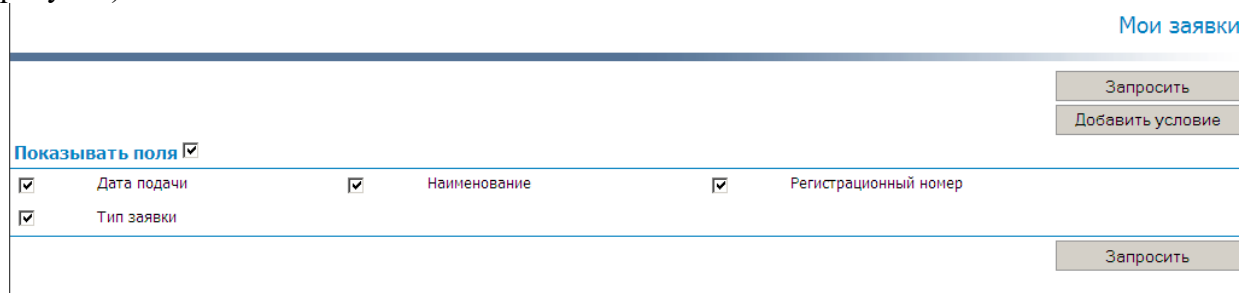 Мои заявки
Запросить
Добавить условие
Показывать поля
Дата подачи Наименование Регистрационный номер
Тип заявки
Запросить